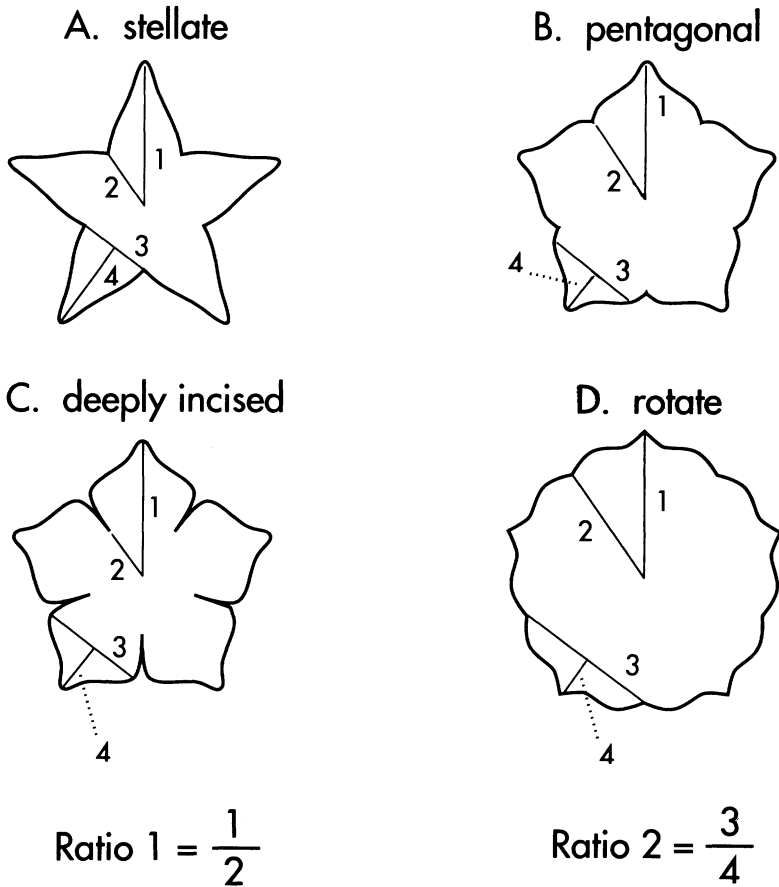 A. stellate
1
2
3
4
B. pentagonal
1
2
3
4
C. deeply incised
1
2
3
4
D. rotate
1
2
3
4
Ratio 1 = 1/2
Ratio 2 = 3/4